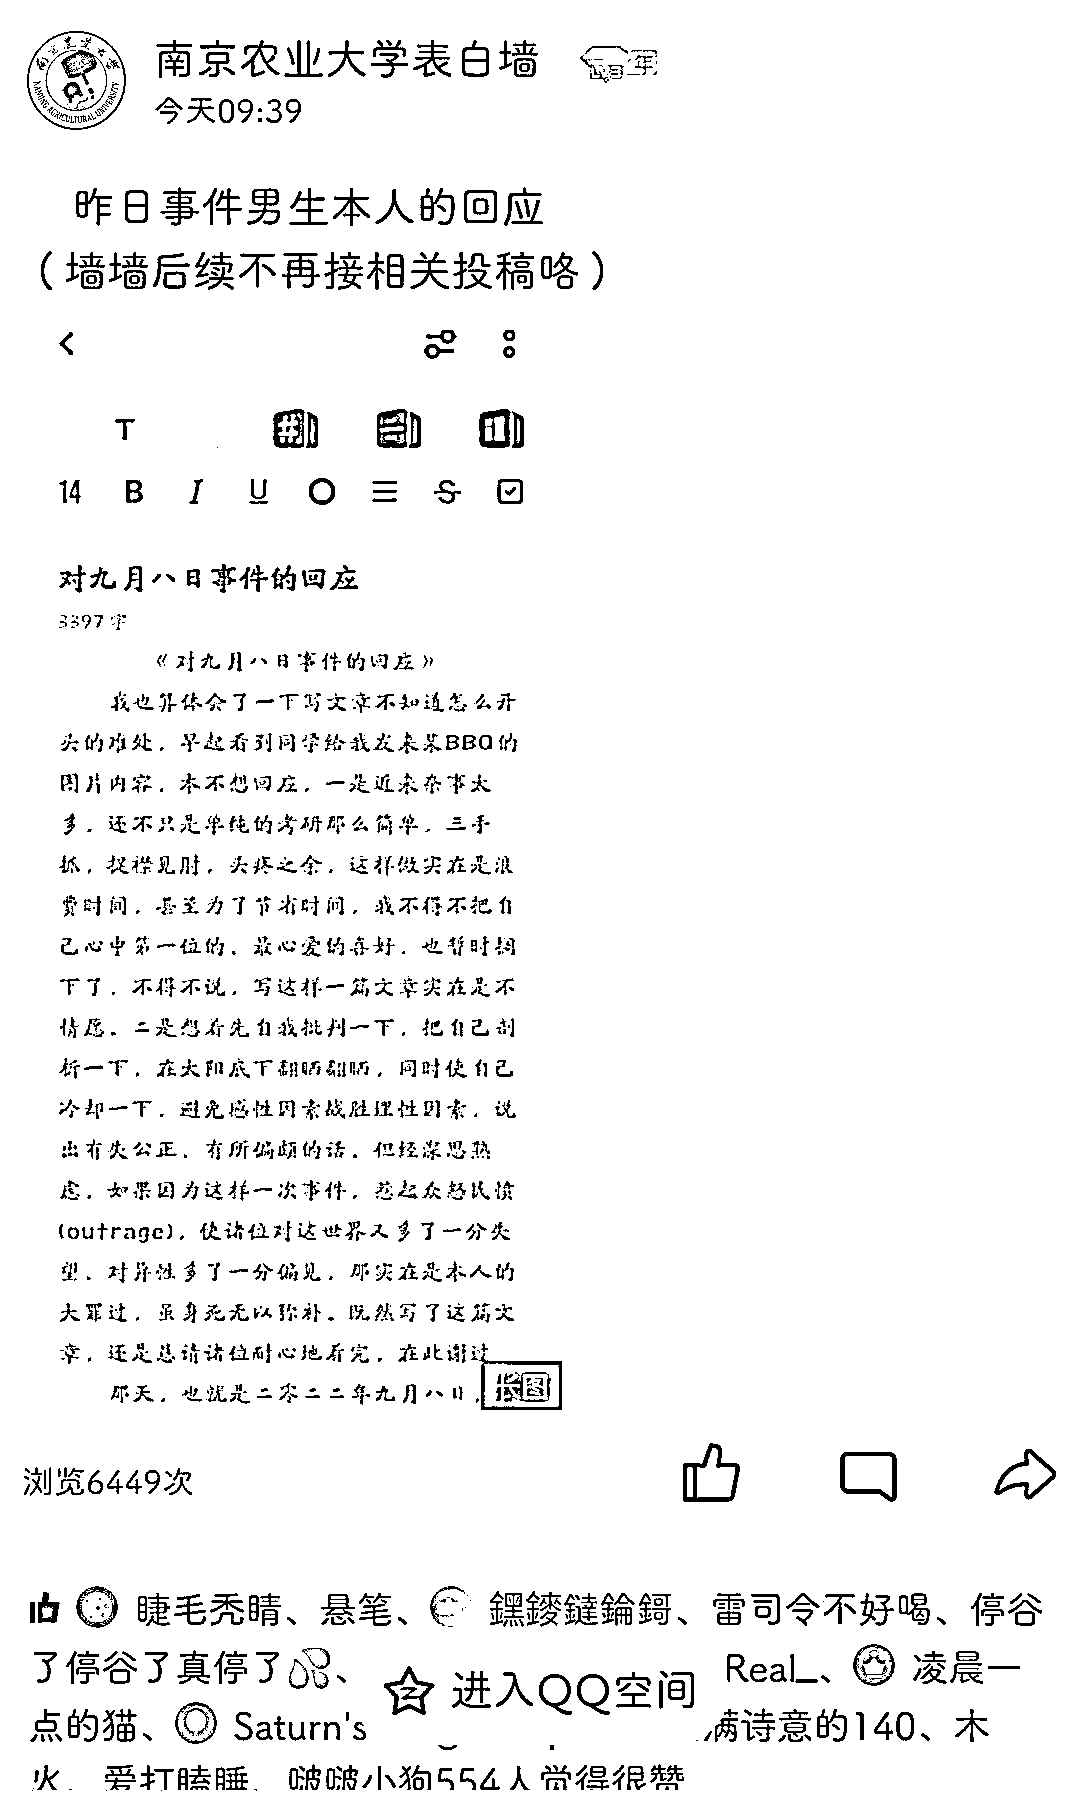 南京农业大学表白墙
今天09:39
昨日事件男生本人的回应
（墙墙后续不再接相关投稿咯）
T
14 B I U S
对九月八日事件的回应
3397 字
《对九月八日事件的回应》
我也算体会了一下写文章不知道怎么开
头的难处，早起看到同学给我发来某BBQ的
图片内容，本不想回应，一是近来杂事太
多，还不只是单纯的考研那么简单，三手
抓，捉襟见肘，头疼之余，这样做实在是浪
费时间，甚至为了节省时间，我不得不把自
己心中第一位的，最心爱的喜好，也暂时搁
下了，不得不说，写这样一篇文章实在是不
情愿。二是想着先自我批判一下，把自己剖
析一下，在太阳底下翻晒翻晒，同时使自己
冷却一下，避免感性因素战胜理性因素，说
出有失公正，有所偏颇的话。但经深思熟
虑，如果因为这样一次事件，惹起众怒民愤
(outrage)，使诸位对这世界又多了一分失
望，对异性多了一分偏见，那实在是本人的
大罪过，虽身死无以弥补。既然写了这篇文
章，还是恳请诸位耐心地看完，在此谢过
那天，也就是二零二二年九月八日，
长图
浏览6449次
睫毛秃睛、悬笔、鏍鏒鐽錀鎶、雷司令不好喝、停谷
了停谷了真停了、 Real_、凌晨一
点的猫、Saturn's 满诗意的140、木
进入QQ空间
火、爱打瞌睡、啵啵小狗554人觉得很赞